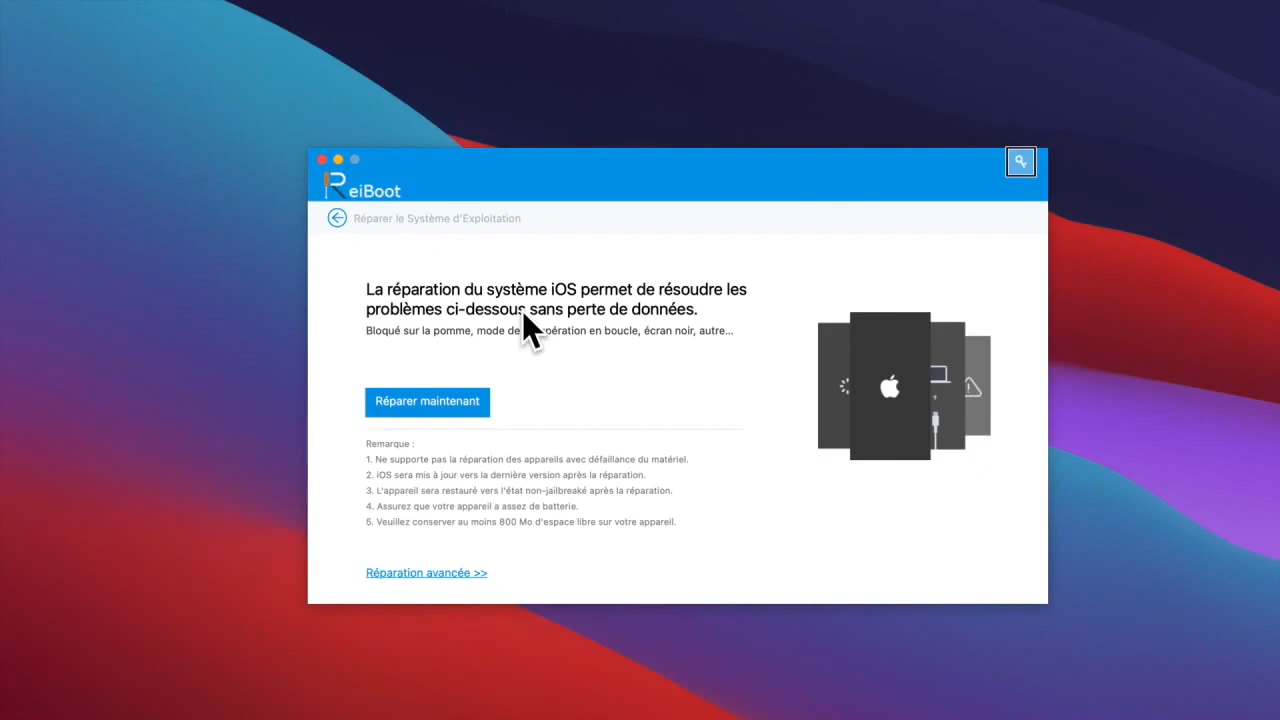 ReiBoot
Réparer le Système d'Exploitation
La réparation du système iOS permet de résoudre les
problèmes ci-dessous sans perte de données.
Bloqué sur la pomme, mode de pération en boucle, écran noir, autre...
Réparer maintenant
Remarque :
1. Ne supporte pas la réparation des appareils avec défaillance du matériel.
2. iOS sera mis à jour vers la dernière version après la réparation.
3. L'appareil sera restauré vers l'état non-jailbreaké après la réparation.
4. Assurez que votre appareil a assez de batterie.
5. Veuillez conserver au moins 800 Mo d'espace libre sur votre appareil.
Réparation avancée >>